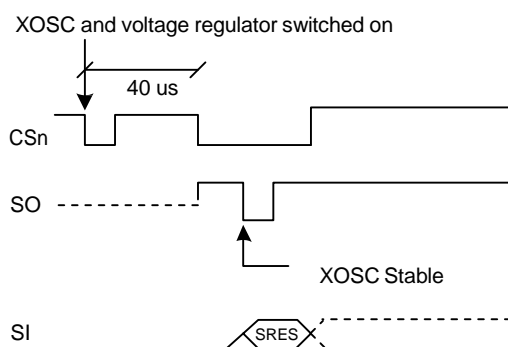 XOSC and voltage regulator switched on
40 us
CSn
SO
XOSC Stable
SI
SRES